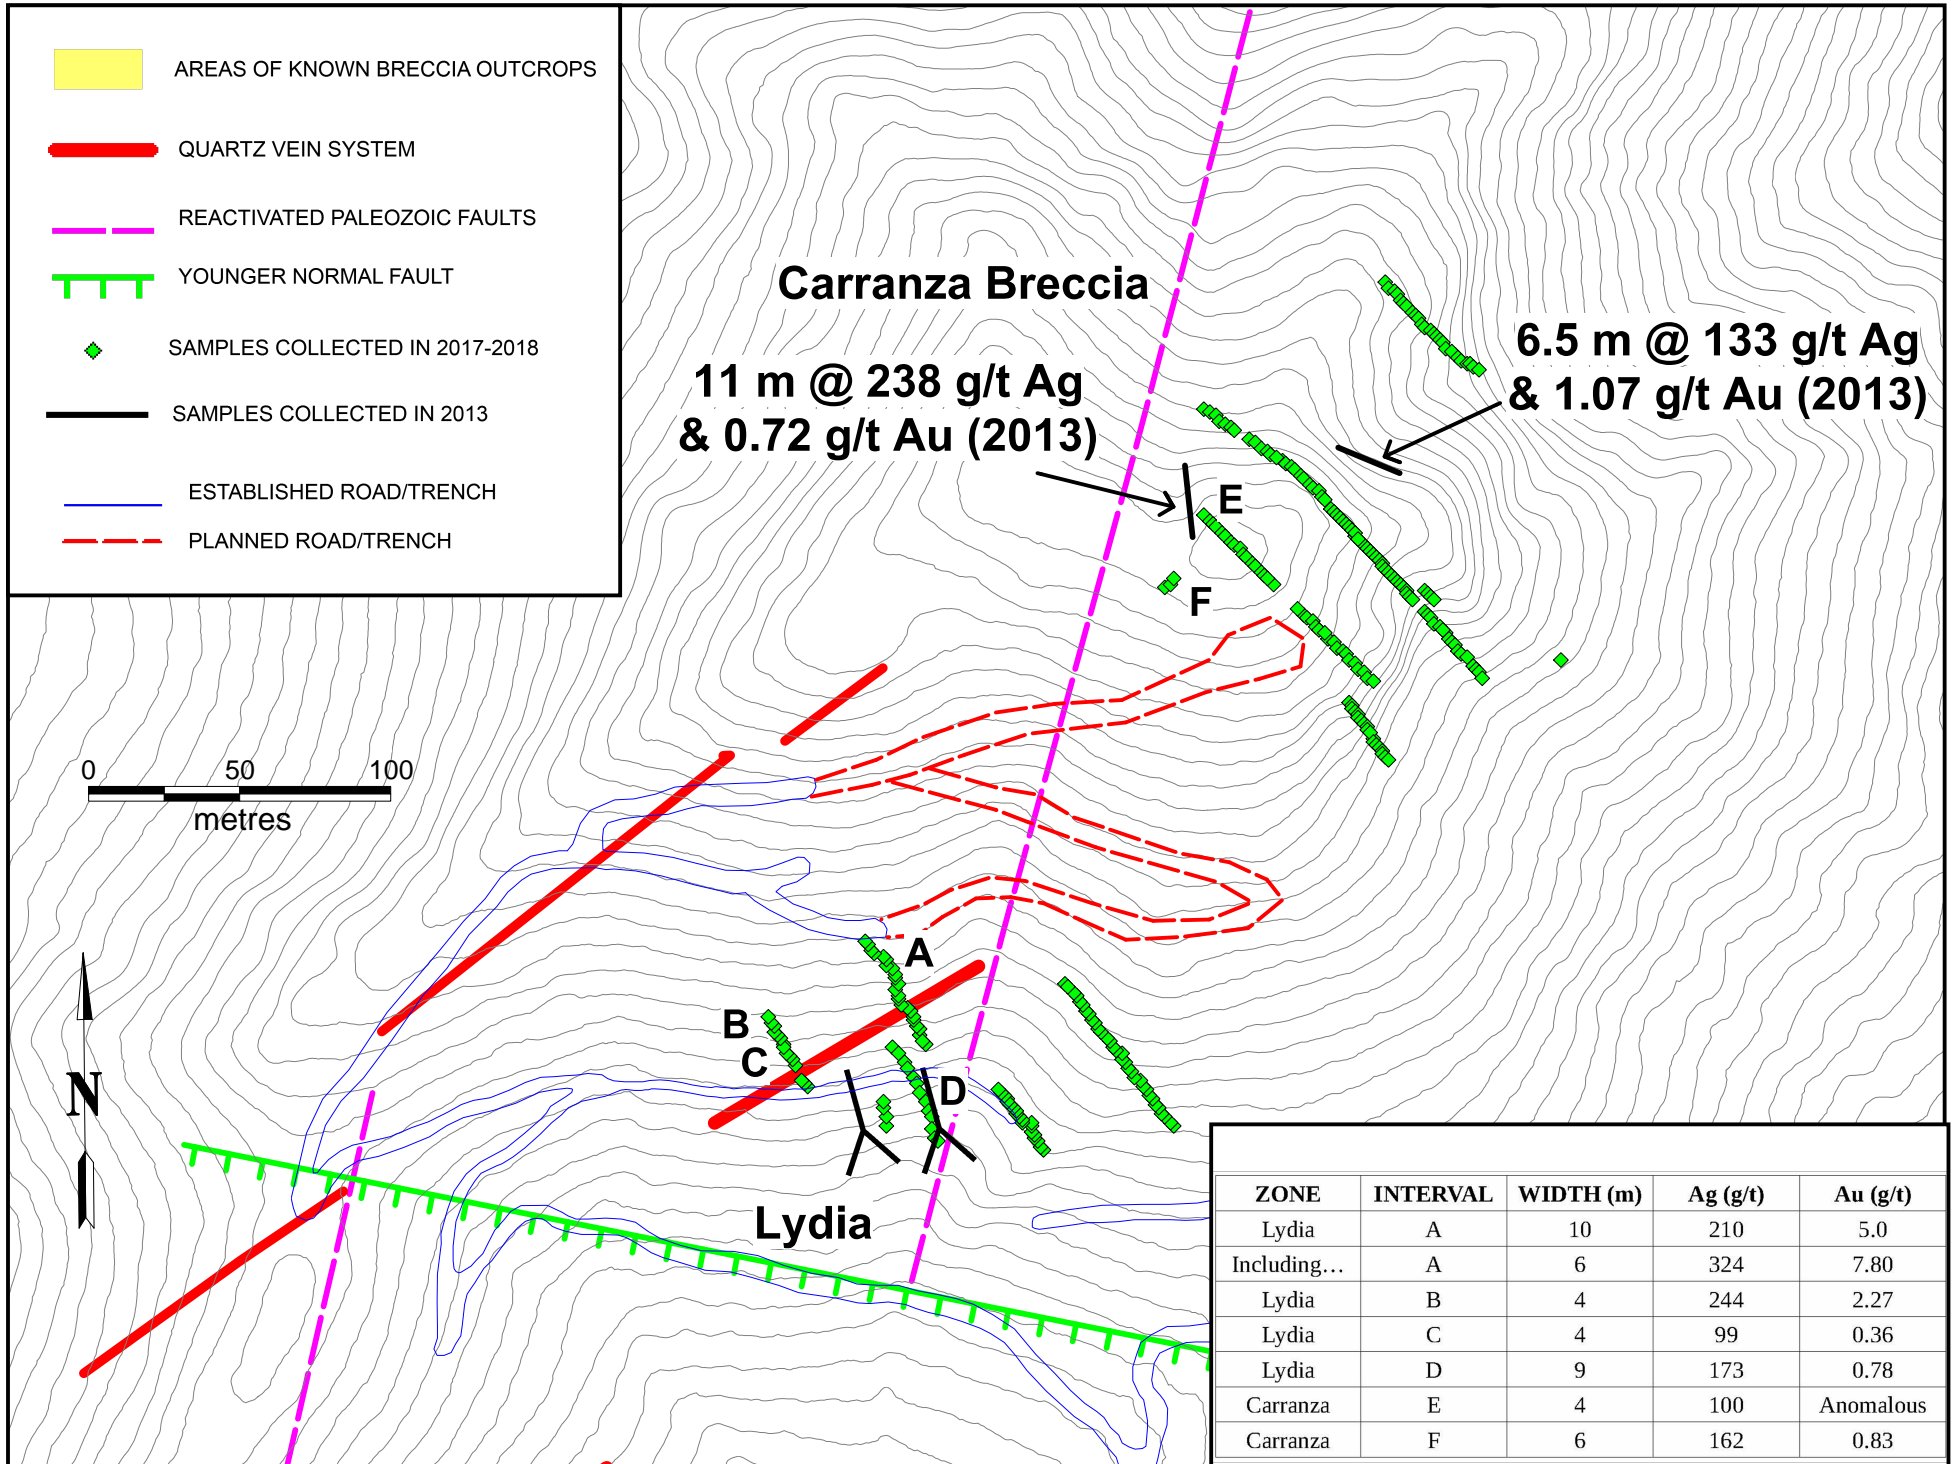 AREAS OF KNOWN BRECCIA OUTCROPS
QUARTZ VEIN SYSTEM
REACTIVATED PALEOZOIC FAULTS
YOUNGER NORMAL FAULT
SAMPLES COLLECTED IN 2017-2018
SAMPLES COLLECTED IN 2013
ESTABLISHED ROAD/TRENCH
PLANNED ROAD/TRENCH
Carranza Breccia
11 m @ 238 g/t Ag
& 0.72 g/t Au (2013)
6.5 m @ 133 g/t Ag
& 1.07 g/t Au (2013)
E
F
0 50 100
metres
A
B
C
D
N
Lydia
ZONE INTERVAL WIDTH (m) Ag (g/t) Au (g/t)
Lydia A 10 210 5.0
Including… A 6 324 7.80
Lydia B 4 244 2.27
Lydia C 4 99 0.36
Lydia D 9 173 0.78
Carranza E 4 100 Anomalous
Carranza F 6 162 0.83